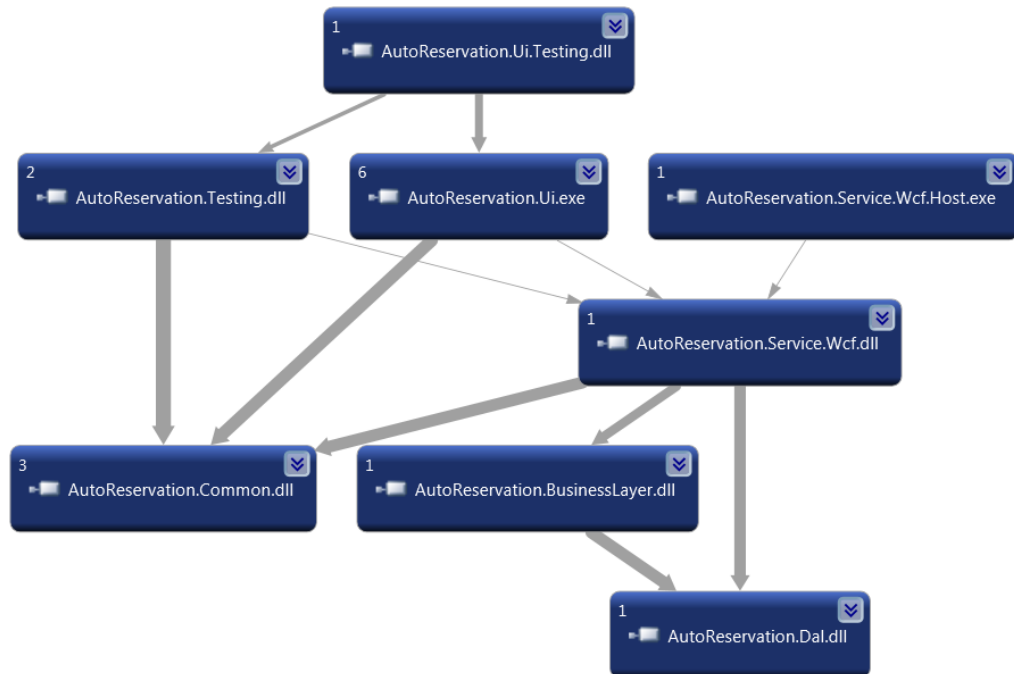 1
AutoReservation.Ui.Testing.dll
2
AutoReservation.Testing.dll
6
AutoReservation.Ui.exe
1
AutoReservation.Service.Wcf.Host.exe
1
AutoReservation.Service.Wcf.dll
3
AutoReservation.Common.dll
1
AutoReservation.BusinessLayer.dll
1
AutoReservation.Dal.dll